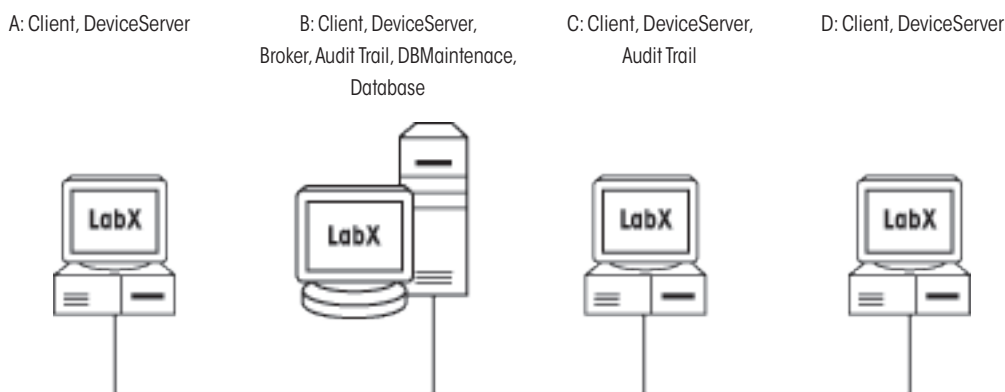 A: Client, DeviceServer
B: Client, DeviceServer,
Broker, Audit Trail, DBMaintenace,
Database
C: Client, DeviceServer,
Audit Trail
D: Client, DeviceServer
LabX
LabX
LabX
LabX